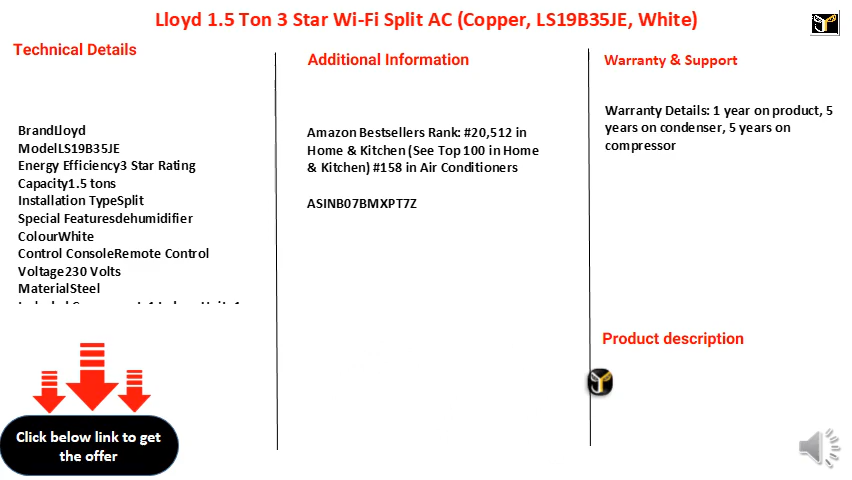 Lloyd 1.5 Ton 3 Star Wi-Fi Split AC (Copper, LS19B35JE, White)
Technical Details
BrandLloyd
ModelLS19B35JE
Energy Efficiency3 Star Rating
Capacity1.5 tons
Installation TypeSplit
Special Featuresdehumidifier
ColourWhite
Control ConsoleRemote Control
Voltage230 Volts
MaterialSteel
Click below link to get
the offer
Additional Information
Amazon Bestsellers Rank: #20,512 in
Home & Kitchen (See Top 100 in Home
& Kitchen) #158 in Air Conditioners
ASINB07BMXPT7Z
Warranty & Support
Warranty Details: 1 year on product, 5
years on condenser, 5 years on
compressor
Product description